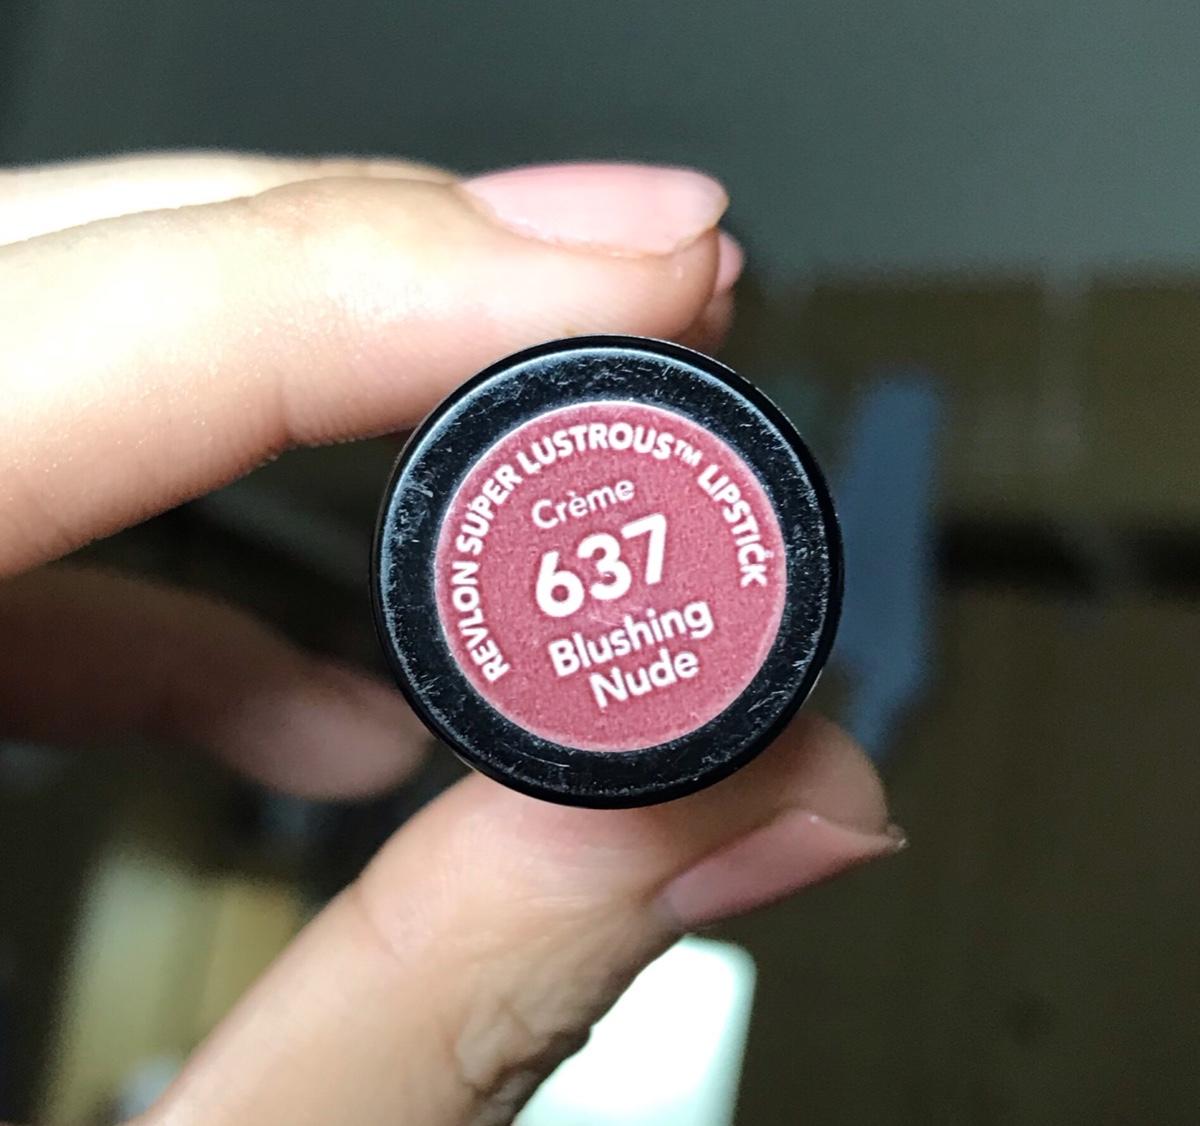 REVLON SUPER LUSTROUS™ LIPSTICK
Crème
637
Blushing
Nude